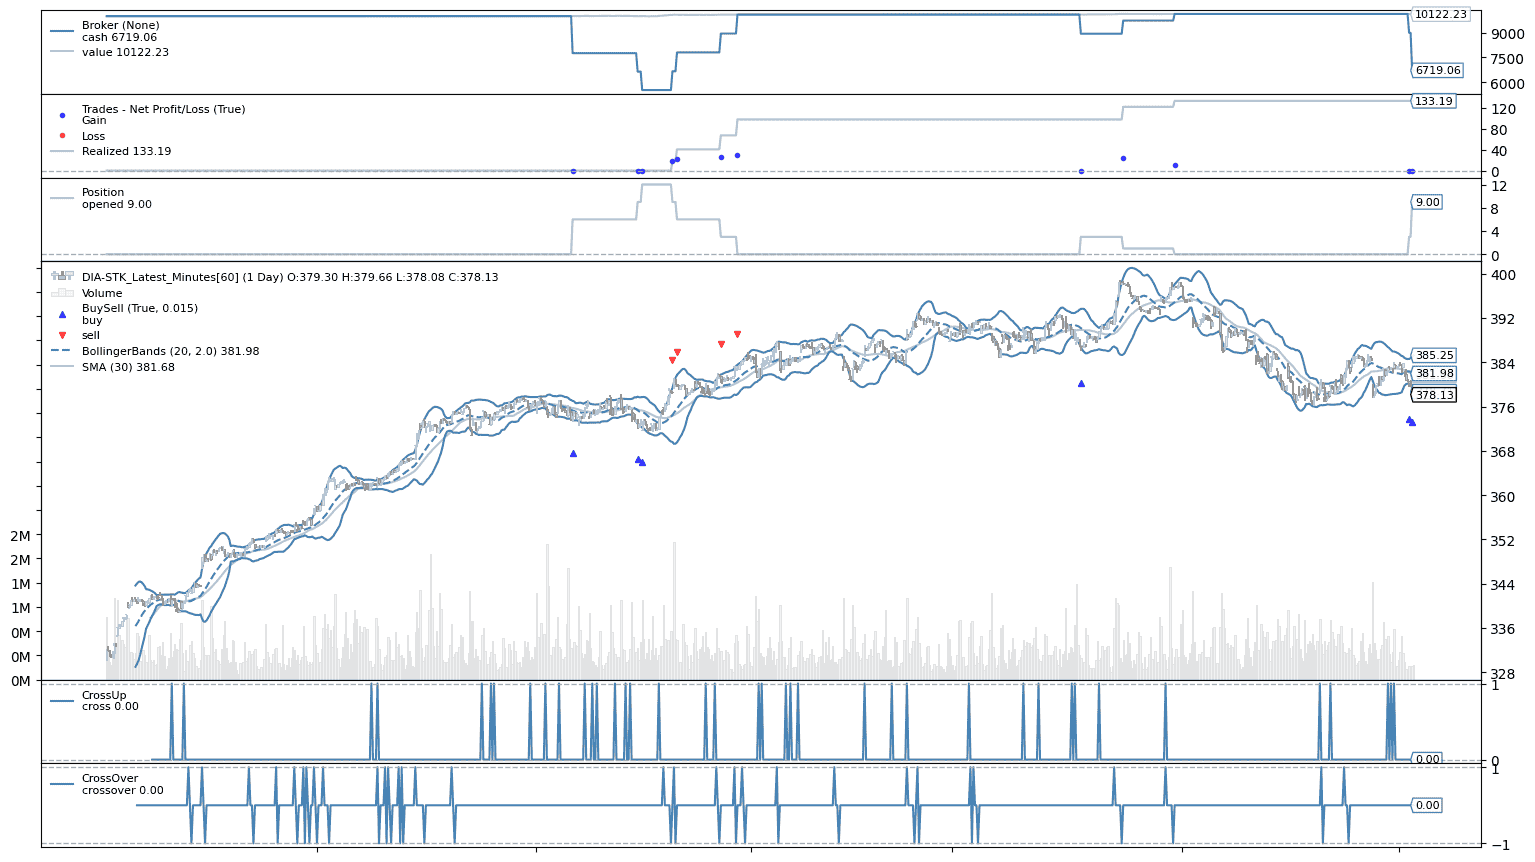 Broker (None)
cash 6719.06
value 10122.23
10122.23
9000
7500
6719.06
6000
Trades - Net Profit/Loss (True)
Gain
Loss
Realized 133.19
133.19
120
80
40
0
Position
opened 9.00
12
9.00
8
4
0
DIA-STK_Latest_Minutes[60] (1 Day) O:379.30 H:379.66 L:378.08 C:378.13
Volume
BuySell (True, 0.015)
buy
sell
BollingerBands (20, 2.0) 381.98
SMA (30) 381.68
400
392
385.25
384
381.98
378.13
376
368
360
352
344
336
328
2M
2M
1M
1M
0M
0M
0M
CrossUp
cross 0.00
1
0.00
0
CrossOver
crossover 0.00
1
0.00
−1